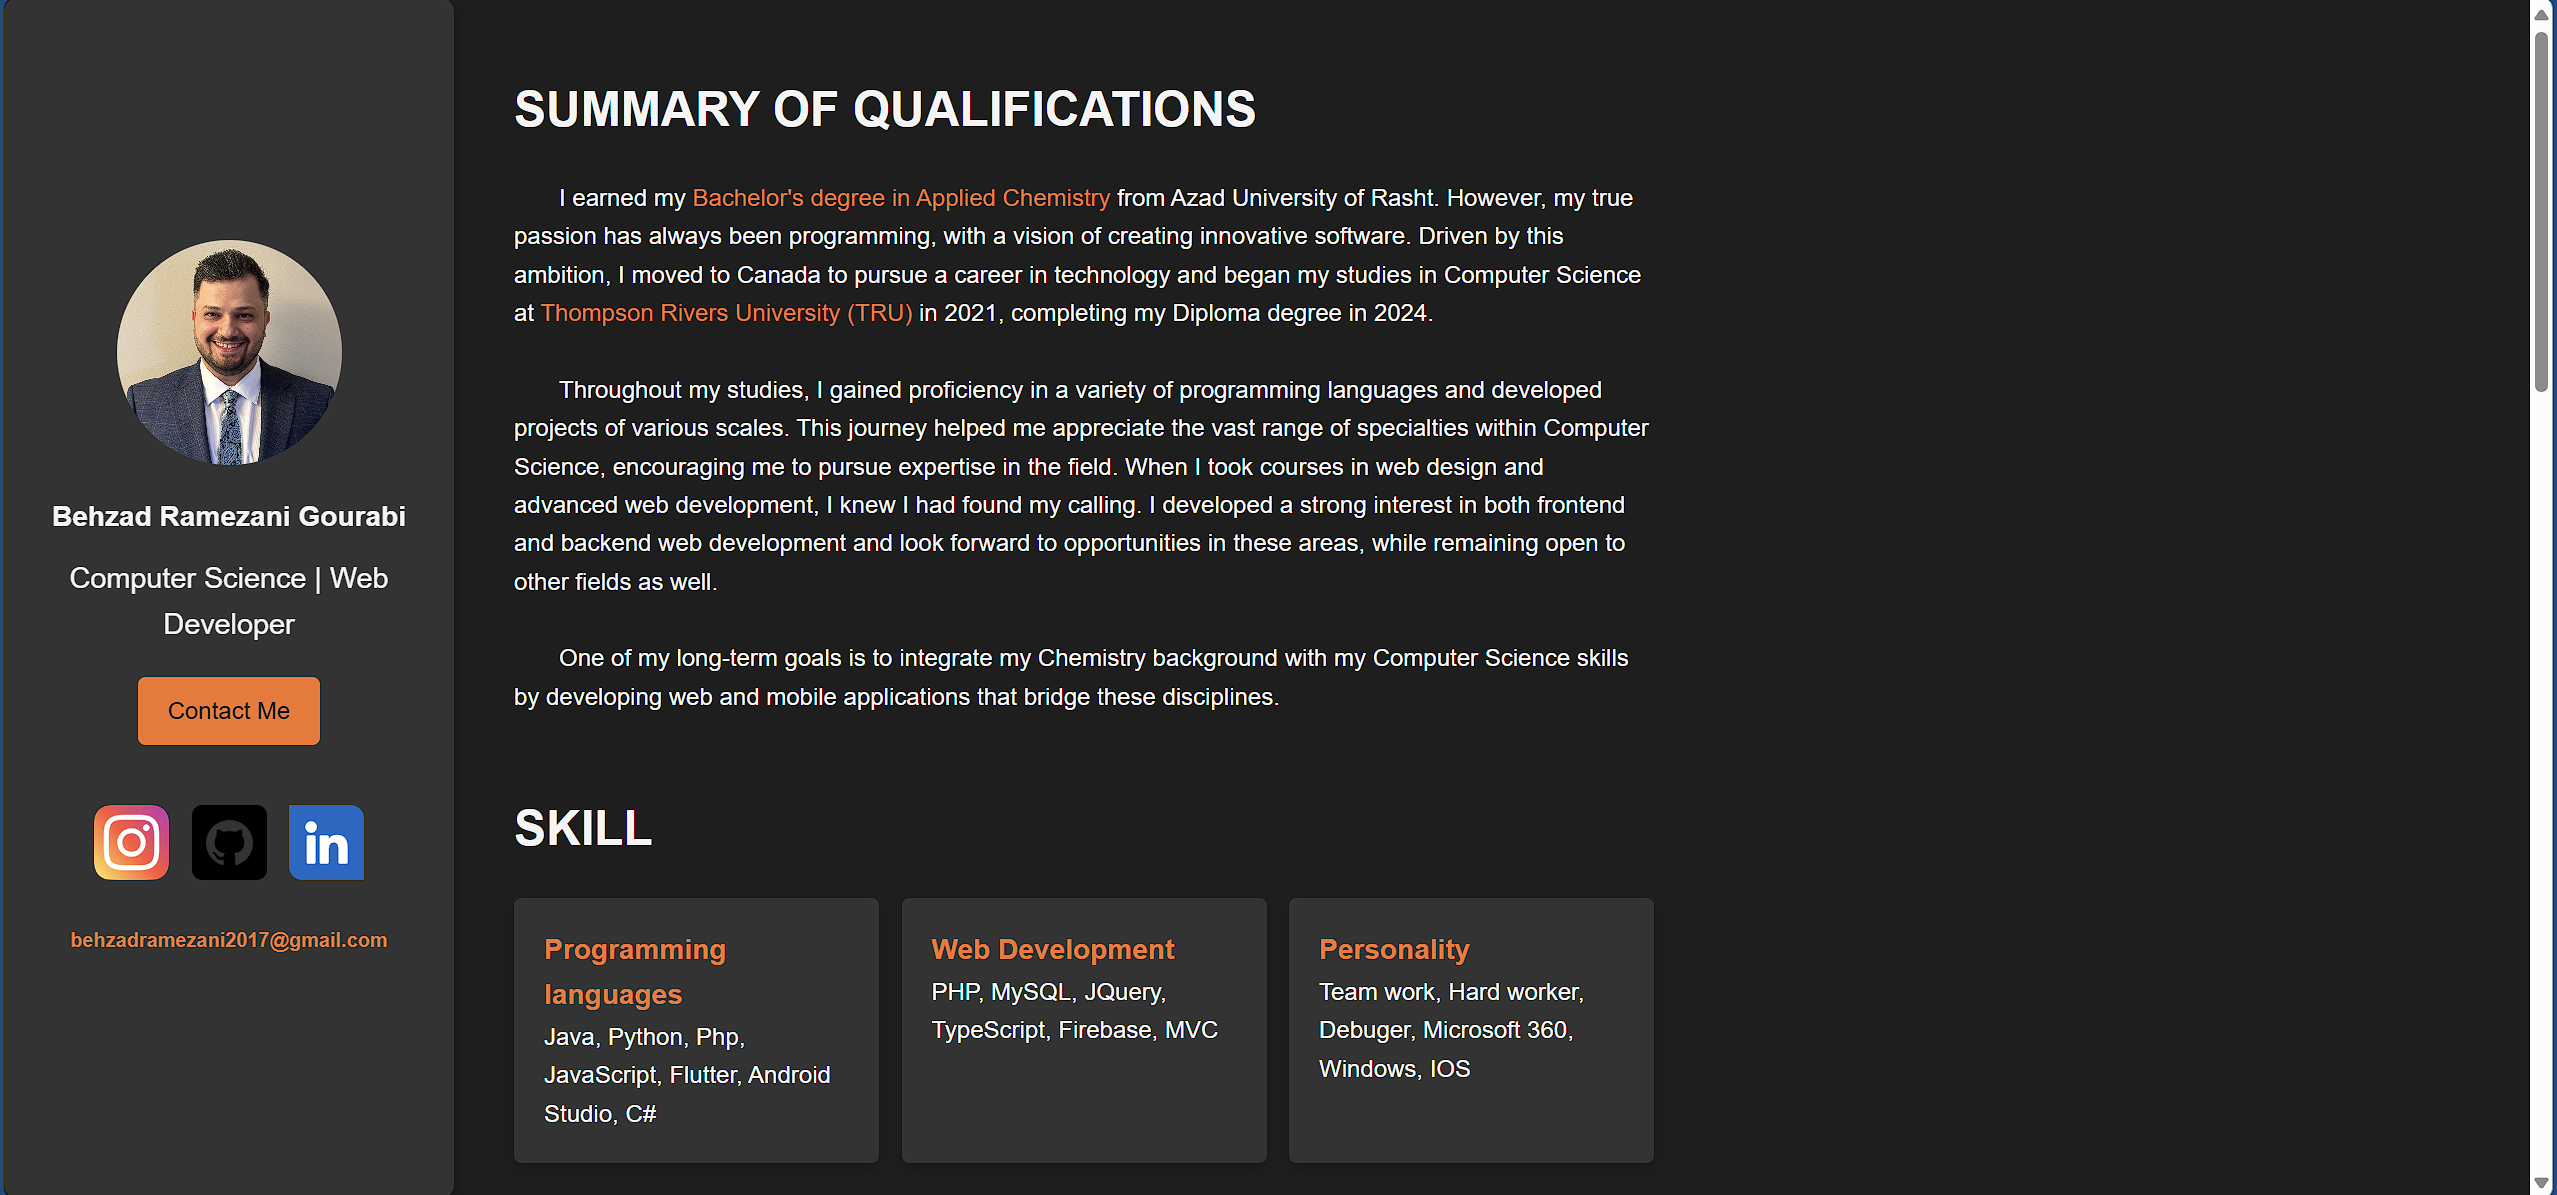 Behzad Ramezani Gourabi
Computer Science | Web
Developer
Contact Me
in
behzadramezani2017@gmail.com
SUMMARY OF QUALIFICATIONS
I earned my Bachelor's degree in Applied Chemistry from Azad University of Rasht. However, my true
passion has always been programming, with a vision of creating innovative software. Driven by this
ambition, I moved to Canada to pursue a career in technology and began my studies in Computer Science
at Thompson Rivers University (TRU) in 2021, completing my Diploma degree in 2024.
Throughout my studies, I gained proficiency in a variety of programming languages and developed
projects of various scales. This journey helped me appreciate the vast range of specialties within Computer
Science, encouraging me to pursue expertise in the field. When I took courses in web design and
advanced web development, I knew I had found my calling. I developed a strong interest in both frontend
and backend web development and look forward to opportunities in these areas, while remaining open to
other fields as well.
One of my long-term goals is to integrate my Chemistry background with my Computer Science skills
by developing web and mobile applications that bridge these disciplines.
SKILL
Programming
languages
Java, Python, Php,
JavaScript, Flutter, Android
Studio, C#
Web Development
PHP, MySQL, JQuery,
TypeScript, Firebase, MVC
Personality
Team work, Hard worker,
Debuger, Microsoft 360,
Windows, IOS